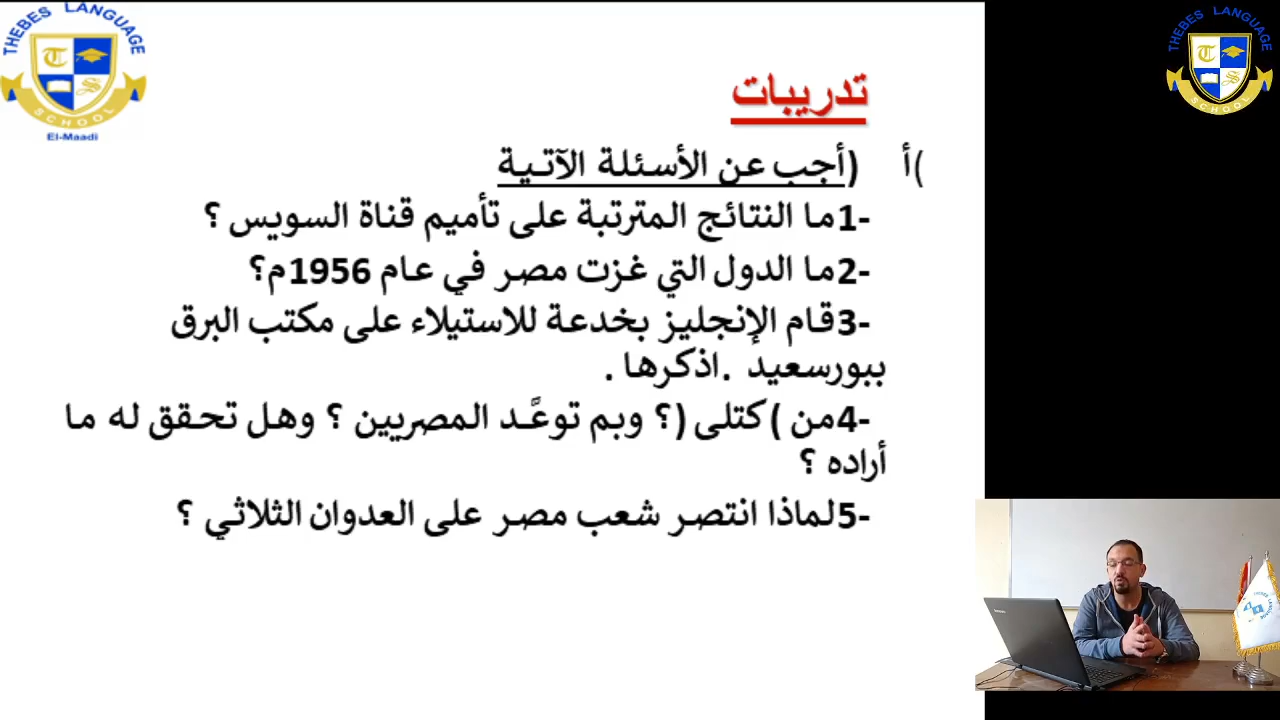 THEBES LANGUAGE
SCHOOL
El-Maadi
THEBES LANGUAGE
SCHOOL
تدريبات
أ) (أجب عن الأسئلة الآتية
1- ما النتائج المترتبة على تأميم قناة السويس ؟
2- ما الدول التي غزت مصر في عام 1956م؟
3- قام الإنجليز بخدعة للاستيلاء على مكتب البرق
ببورسعيد . اذكرها .
4- من ) كتلى (؟ وبم توعَّد المصريين ؟ وهل تحقق له ما
أراده ؟
5- لماذا انتصر شعب مصر على العدوان الثلاثي ؟